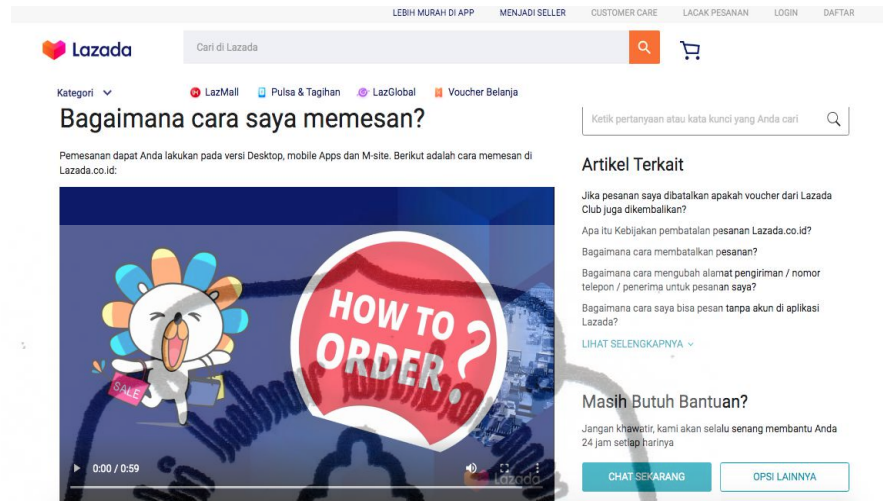 LEBIH MURAH DI APP MENJADI SELLER CUSTOMER CARE LACAK PESANAN LOGIN DAFTAR
Lazada
Cari di Lazada
Kategori LazMall Pulsa & Tagihan LazGlobal Voucher Belanja
Bagaimana cara saya memesan?
Pemesanan dapat Anda lakukan pada versi Desktop, mobile Apps dan M-site. Berikut adalah cara memesan di
Lazada.co.id:
SALE
HOW TO
ORDER
?
0:00 / 0:59
Lazada
Ketik pertanyaan atau kata kunci yang Anda cari
Artikel Terkait
Jika pesanan saya dibatalkan apakah voucher dari Lazada
Club juga dikembalikan?
Apa itu Kebijakan pembatalan pesanan Lazada.co.id?
Bagaimana cara membatalkan pesanan?
Bagaimana cara mengubah alamat pengiriman / nomor
telepon / penerima untuk pesanan saya?
Bagaimana cara saya bisa pesan tanpa akun di aplikasi
Lazada?
LIHAT SELENGKAPNYA
Masih Butuh Bantuan?
Jangan khawatir, kami akan selalu senang membantu Anda
24 jam setiap harinya
CHAT SEKARANG OPSI LAINNYA